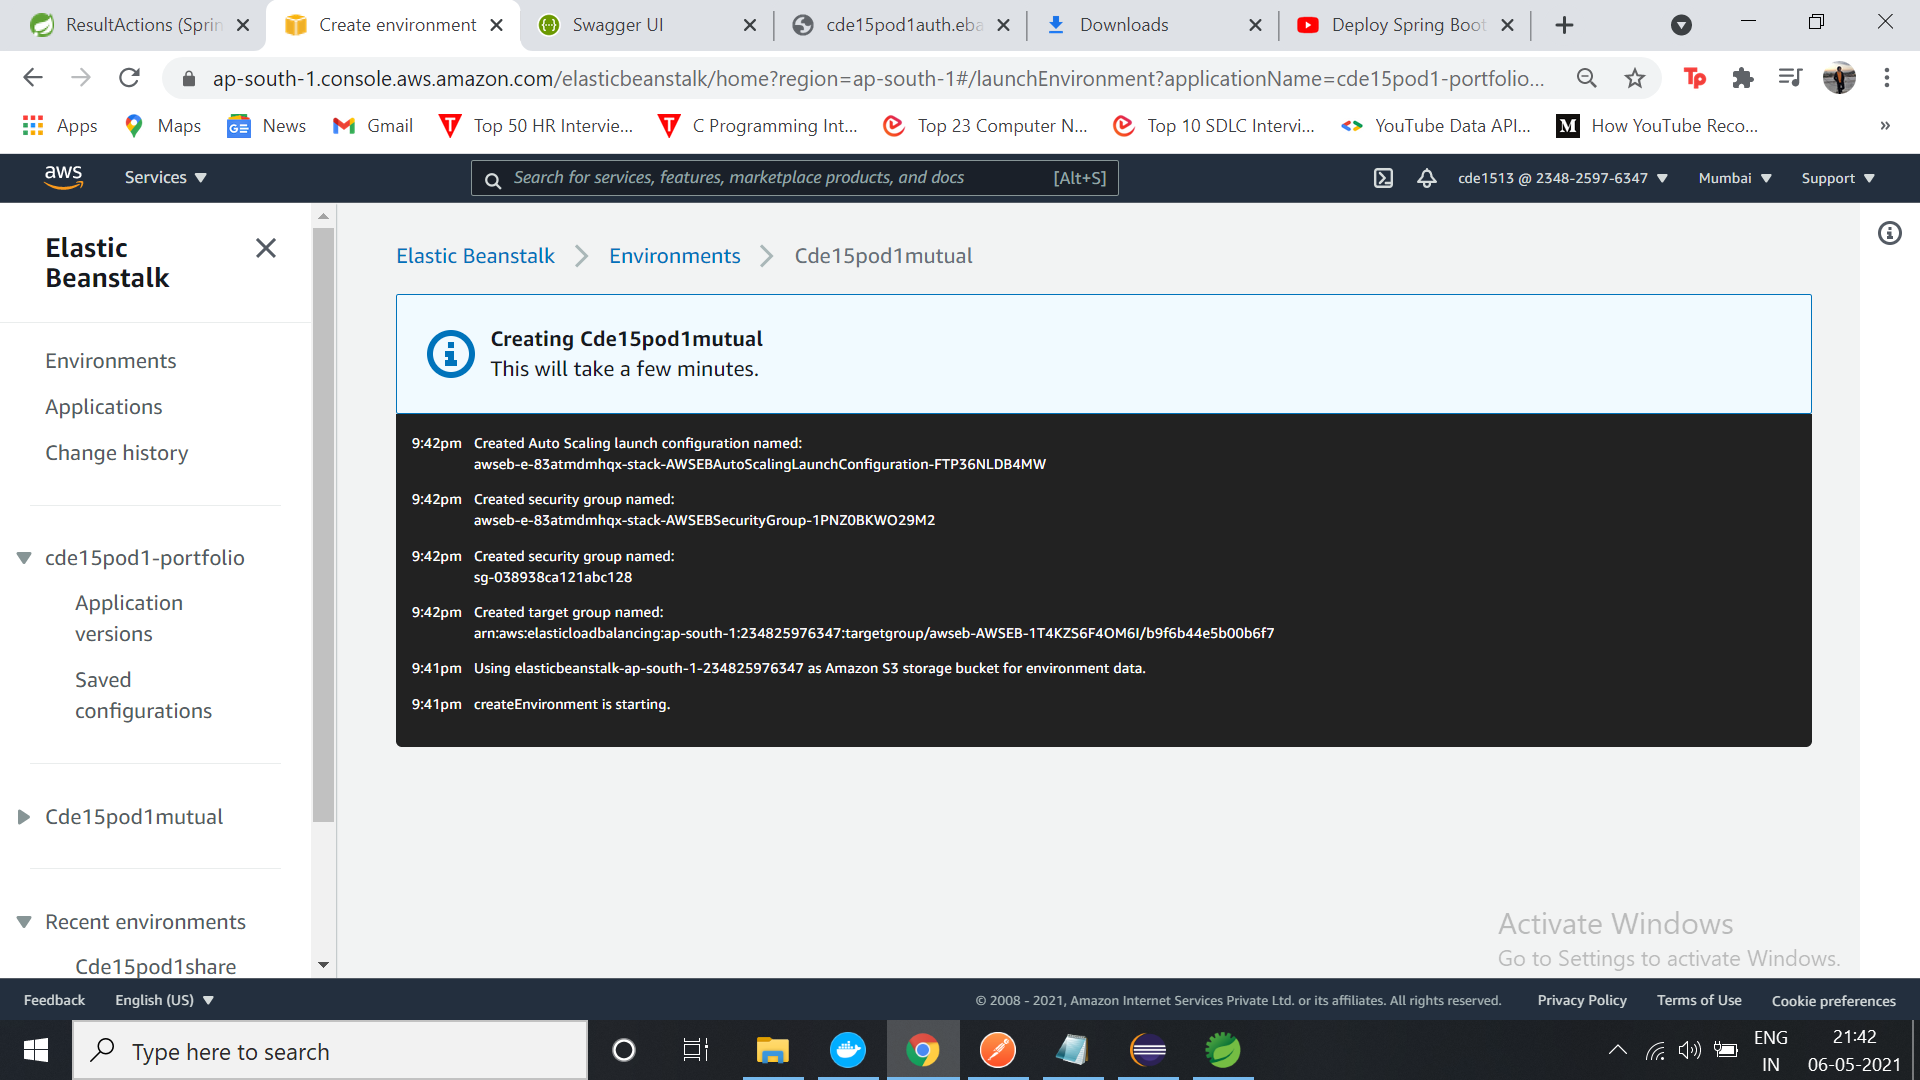 ResultActions (Sprin
Create environment
Swagger UI
cde15pod1auth.eba
Downloads
Deploy Spring Boot
ap-south-1.console.aws.amazon.com/elasticbeanstalk/home?region=ap-south-1#/launchEnvironment?applicationName=cde15pod1-portfolio...
Tp
Apps
Maps
News
Gmail
Top 50 HR Intervie...
C Programming Int...
Top 23 Computer N...
Top 10 SDLC Intervi...
YouTube Data API...
M
How YouTube Reco...
»
aws
Services
Search for services, features, marketplace products, and docs
[Alt+S]
cde1513 @ 2348-2597-6347
Mumbai
Support
Elastic
Beanstalk
Environments
Applications
Change history
cde15pod1-portfolio
Application
versions
Saved
configurations
Cde15pod1mutual
Recent environments
Cde15pod1share
Elastic Beanstalk
Environments
Cde15pod1mutual
Creating Cde15pod1mutual
This will take a few minutes.
9:42pm Created Auto Scaling launch configuration named:
awseb-e-83atmdmhqx-stack-AWSEBAutoScalingLaunchConfiguration-FTP36NLDB4MW
9:42pm Created security group named:
awseb-e-83atmdmhqx-stack-AWSEBSecurityGroup-1PNZ0BKWO29M2
9:42pm Created security group named:
sg-038938ca121abc128
9:42pm Created target group named:
arn:aws:elasticloadbalancing:ap-south-1:234825976347:targetgroup/awseb-AWSEB-1T4KZS6F4OM6I/b9f6b44e5b00b6f7
9:41pm Using elasticbeanstalk-ap-south-1-234825976347 as Amazon S3 storage bucket for environment data.
9:41pm createEnvironment is starting.
Activate Windows
Go to Settings to activate Windows.
Feedback
English (US)
© 2008 - 2021, Amazon Internet Services Private Ltd. or its affiliates. All rights reserved.
Privacy Policy
Terms of Use
Cookie preferences
Type here to search
ENG
IN
21:42
06-05-2021